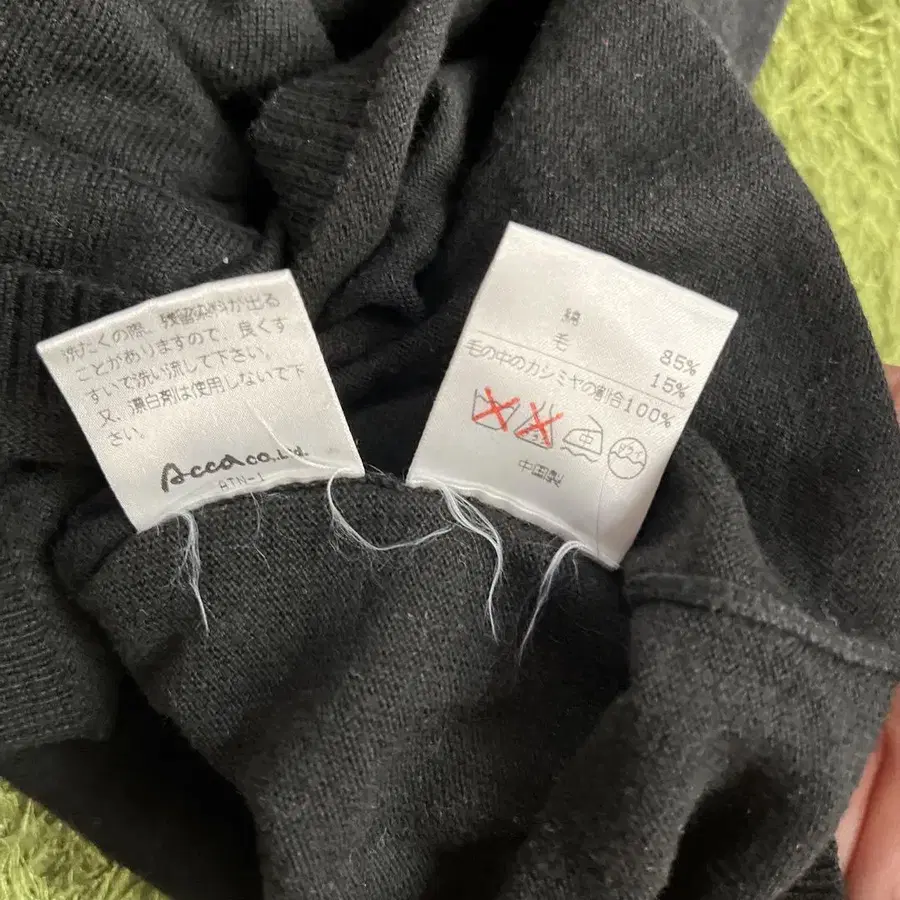 洗たくの際、残留染料が出る
ことがありますので、良くす
すいで洗い流して下さい。
又、漂白剤は使用しないで下
さい。
Acca co., Ltd.
ATN-1
綿 85%
毛 15%
毛の中のカシミヤの割合100%
中
中国製